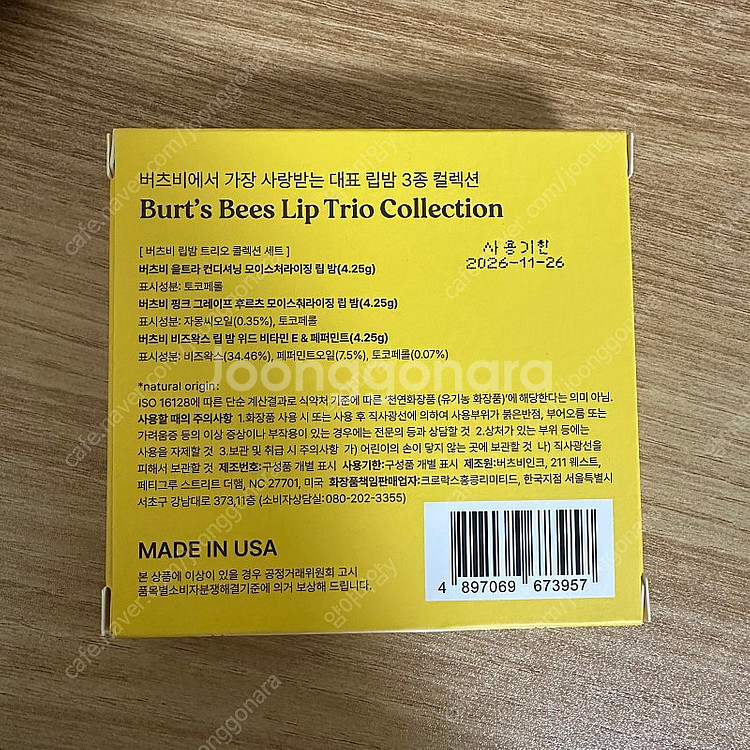 버츠비에서 가장 사랑받는 대표 립밤 3종 컬렉션
Burt's Bees Lip Trio Collection
사용기한
2026-11-26
[ 버츠비 립밤 트리오 콜렉션 세트 ]
버츠비 울트라 컨디셔닝 모이스처라이징 립 밤(4.25g)
표시성분: 토코페롤
버츠비 핑크 그레이프 후르츠 모이스춰라이징 립 밤(4.25g)
표시성분: 자몽씨오일(0.35%), 토코페롤
버츠비 비즈왁스 립 밤 위드 비타민 E & 페퍼민트(4.25g)
표시성분: 비즈왁스(34.46%), 페퍼민트오일(7.5%), 토코페롤(0.07%)
joonggonara
*natural origin:
ISO 16128에 따른 단순 계산결과로 식약처 기준에 따른 '천연화장품 (유기농 화장품)'에 해당한다는 의미 아님.
사용할 때의 주의사항 1.화장품 사용 시 또는 사용 후 직사광선에 의하여 사용부위가 붉은반점, 부어오름 또는
가려움증 등의 이상 증상이나 부작용이 있는 경우에는 전문의 등과 상담할 것 2.상처가 있는 부위 등에는
사용을 자제할 것 3.보관 및 취급 시 주의사항 가) 어린이의 손이 닿지 않는 곳에 보관할 것 나) 직사광선을
피해서 보관할 것 제조번호:구성품 개별 표시 사용기한:구성품 개별 표시 제조원:버츠비인크, 211 웨스트,
페티그루 스트리트 더햄, NC 27701, 미국 화장품책임판매업자:크로락스홍콩리미티드, 한국지점 서울특별시
서초구 강남대로 373,11층 (소비자상담실:080-202-3355)
MADE IN USA
본 상품에 이상이 있을 경우 공정거래위원회 고시
품목별소비자분쟁해결기준에 의거 보상해 드립니다.
4 897069 673957
cafe.naver.com/joonggonara